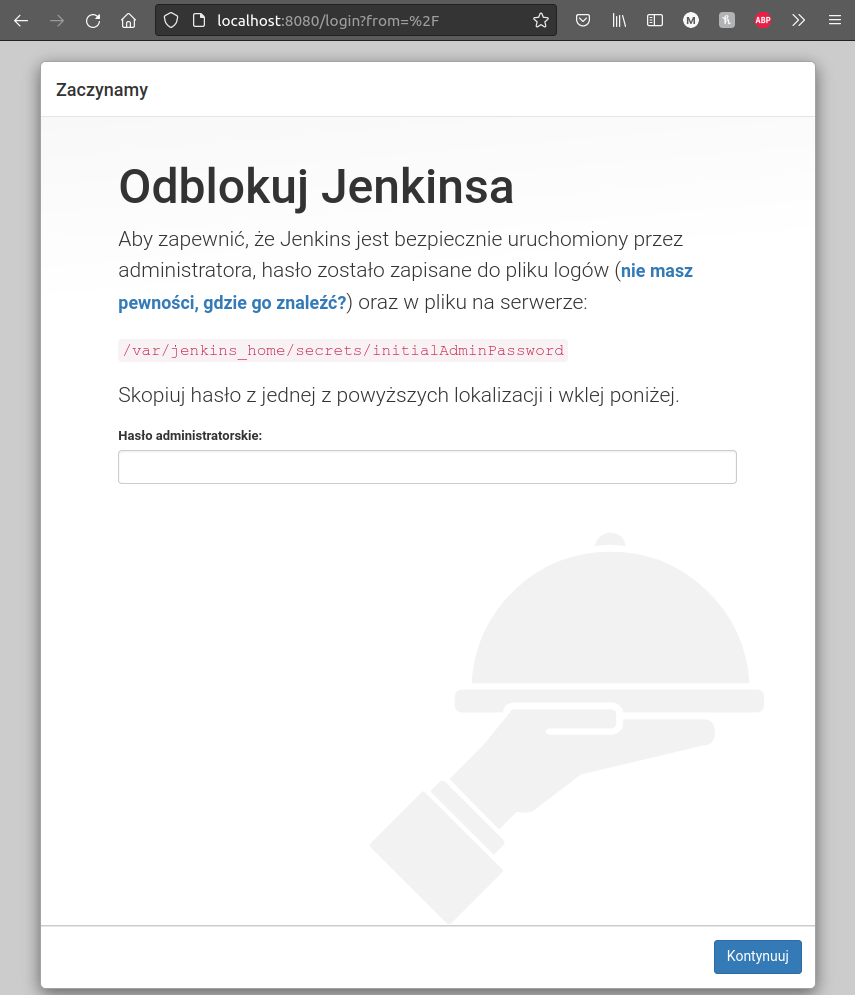 localhost:8080/login?from=%2F
M
ABP
Zaczynamy
Odblokuj Jenkinsa
Aby zapewnić, że Jenkins jest bezpiecznie uruchomiony przez
administratora, hasło zostało zapisane do pliku logów (nie masz
pewności, gdzie go znaleźć?) oraz w pliku na serwerze:
/var/jenkins_home/secrets/initialAdminPassword
Skopiuj hasło z jednej z powyższych lokalizacji i wklej poniżej.
Hasło administratorskie:
Kontynuuj